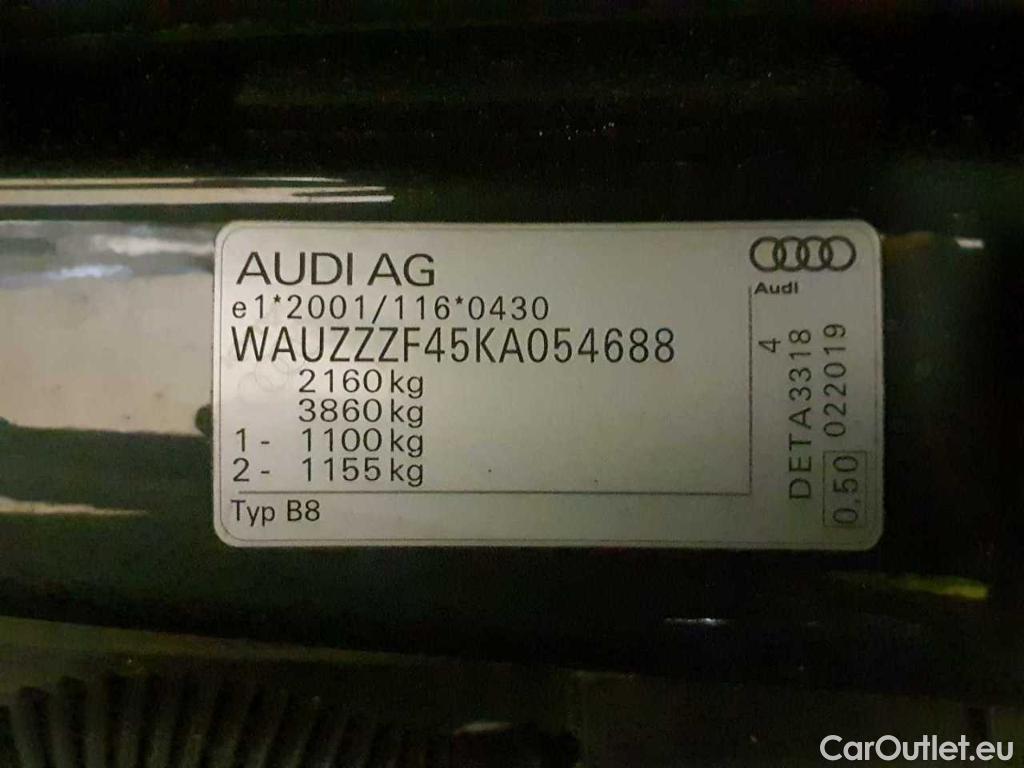 AUDI AG
Audi
e1*2001/116*0430
WAUZZZF45KA054688
2160 kg
3860 kg
1 - 1100 kg
2 - 1155 kg
Typ B8
4
DETA3318
0,50 022019
CarOutlet.eu